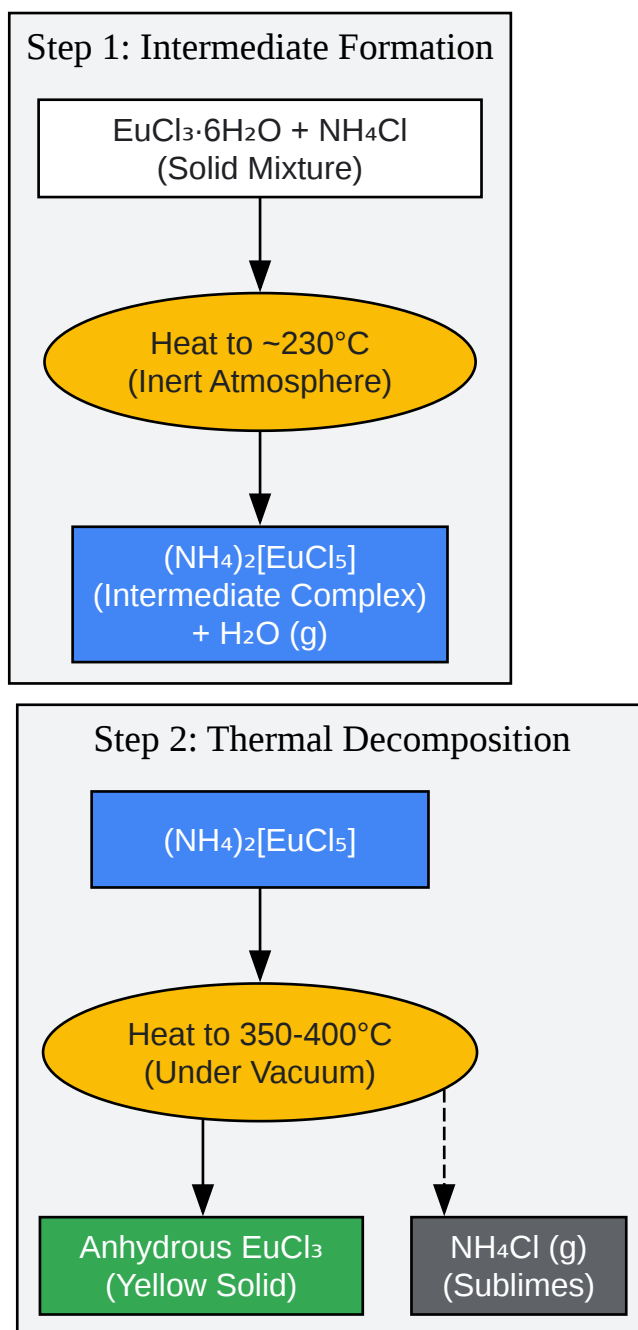 Step 1: Intermediate Formation
EuCl₃·6H₂O + NH₄Cl
(Solid Mixture)
Heat to ~230°C
(Inert Atmosphere)
(NH₄)₂[EuCl₅]
(Intermediate Complex)
+ H₂O (g)
Step 2: Thermal Decomposition
(NH₄)₂[EuCl₅]
Heat to 350-400°C
(Under Vacuum)
Anhydrous EuCl₃
(Yellow Solid)
NH₄Cl (g)
(Sublimes)